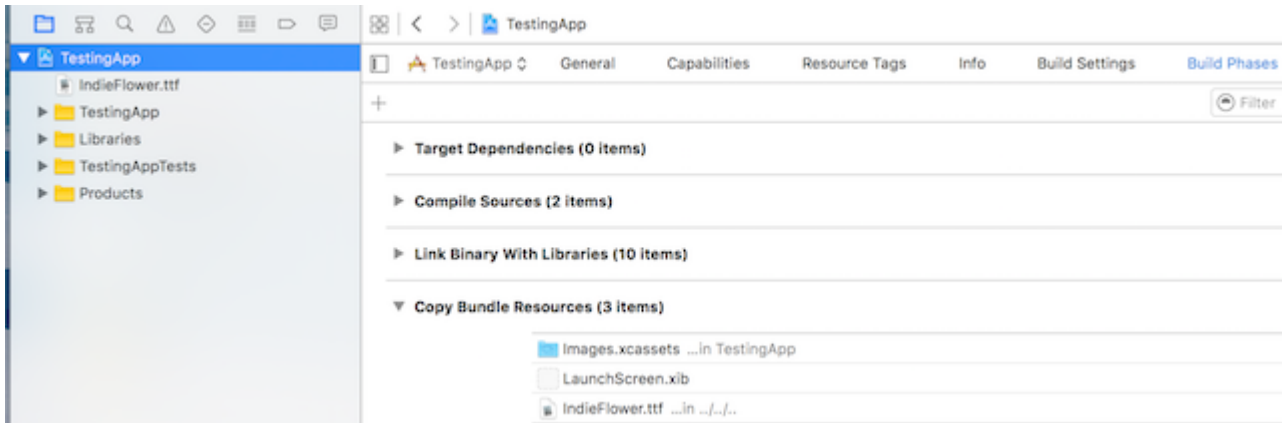 TestingApp
TestingApp
IndieFlower.ttf
TestingApp
Libraries
TestingAppTests
Products
TestingApp General Capabilities Resource Tags Info Build Settings Build Phases
Filter
Target Dependencies (0 items)
Compile Sources (2 items)
Link Binary With Libraries (10 items)
Copy Bundle Resources (3 items)
Images.xcassets ...in TestingApp
LaunchScreen.xib
IndieFlower.ttf ...in ../../..